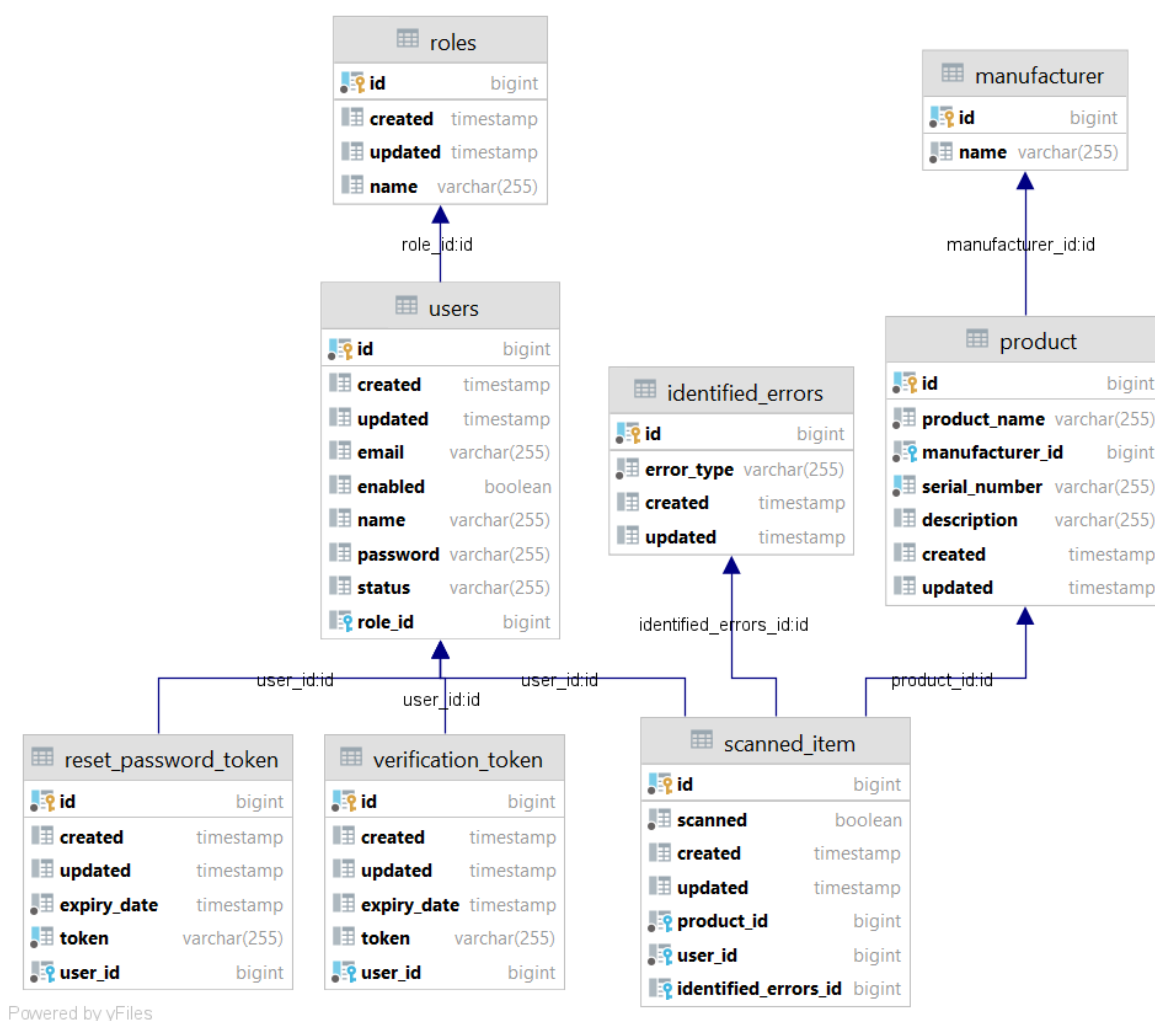 roles
id bigint
created timestamp
updated timestamp
name varchar(255)
role_id:id
manufacturer
id bigint
name varchar(255)
manufacturer_id:id
users
id bigint
created timestamp
updated timestamp
email varchar(255)
enabled boolean
name varchar(255)
password varchar(255)
status varchar(255)
role_id bigint
identified_errors
id bigint
error_type varchar(255)
created timestamp
updated timestamp
identified_errors_id:id
product
id bigint
product_name varchar(255)
manufacturer_id bigint
serial_number varchar(255)
description varchar(255)
created timestamp
updated timestamp
user_id:id
user_id:id
user_id:id
product_id:id
reset_password_token
id bigint
created timestamp
updated timestamp
expiry_date timestamp
token varchar(255)
user_id bigint
verification_token
id bigint
created timestamp
updated timestamp
expiry_date timestamp
token varchar(255)
user_id bigint
scanned_item
id bigint
scanned boolean
created timestamp
updated timestamp
product_id bigint
user_id bigint
identified_errors_id bigint
Powered by yFiles